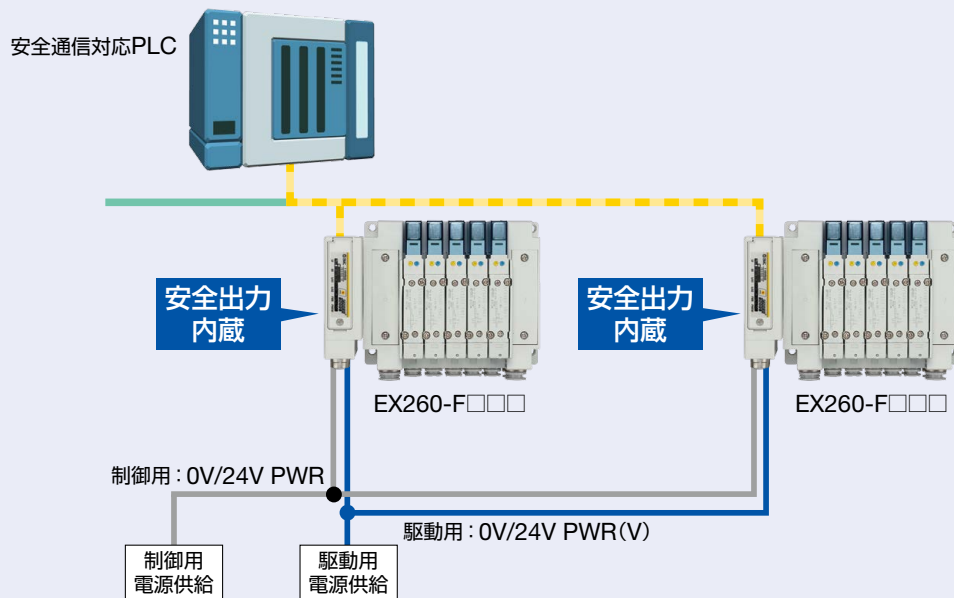 安全通信対応PLC
安全出力
内蔵
安全出力
内蔵
EX260-F□□□
EX260-F□□□
制御用：0V/24V PWR
駆動用：0V/24V PWR(V)
制御用
電源供給
駆動用
電源供給